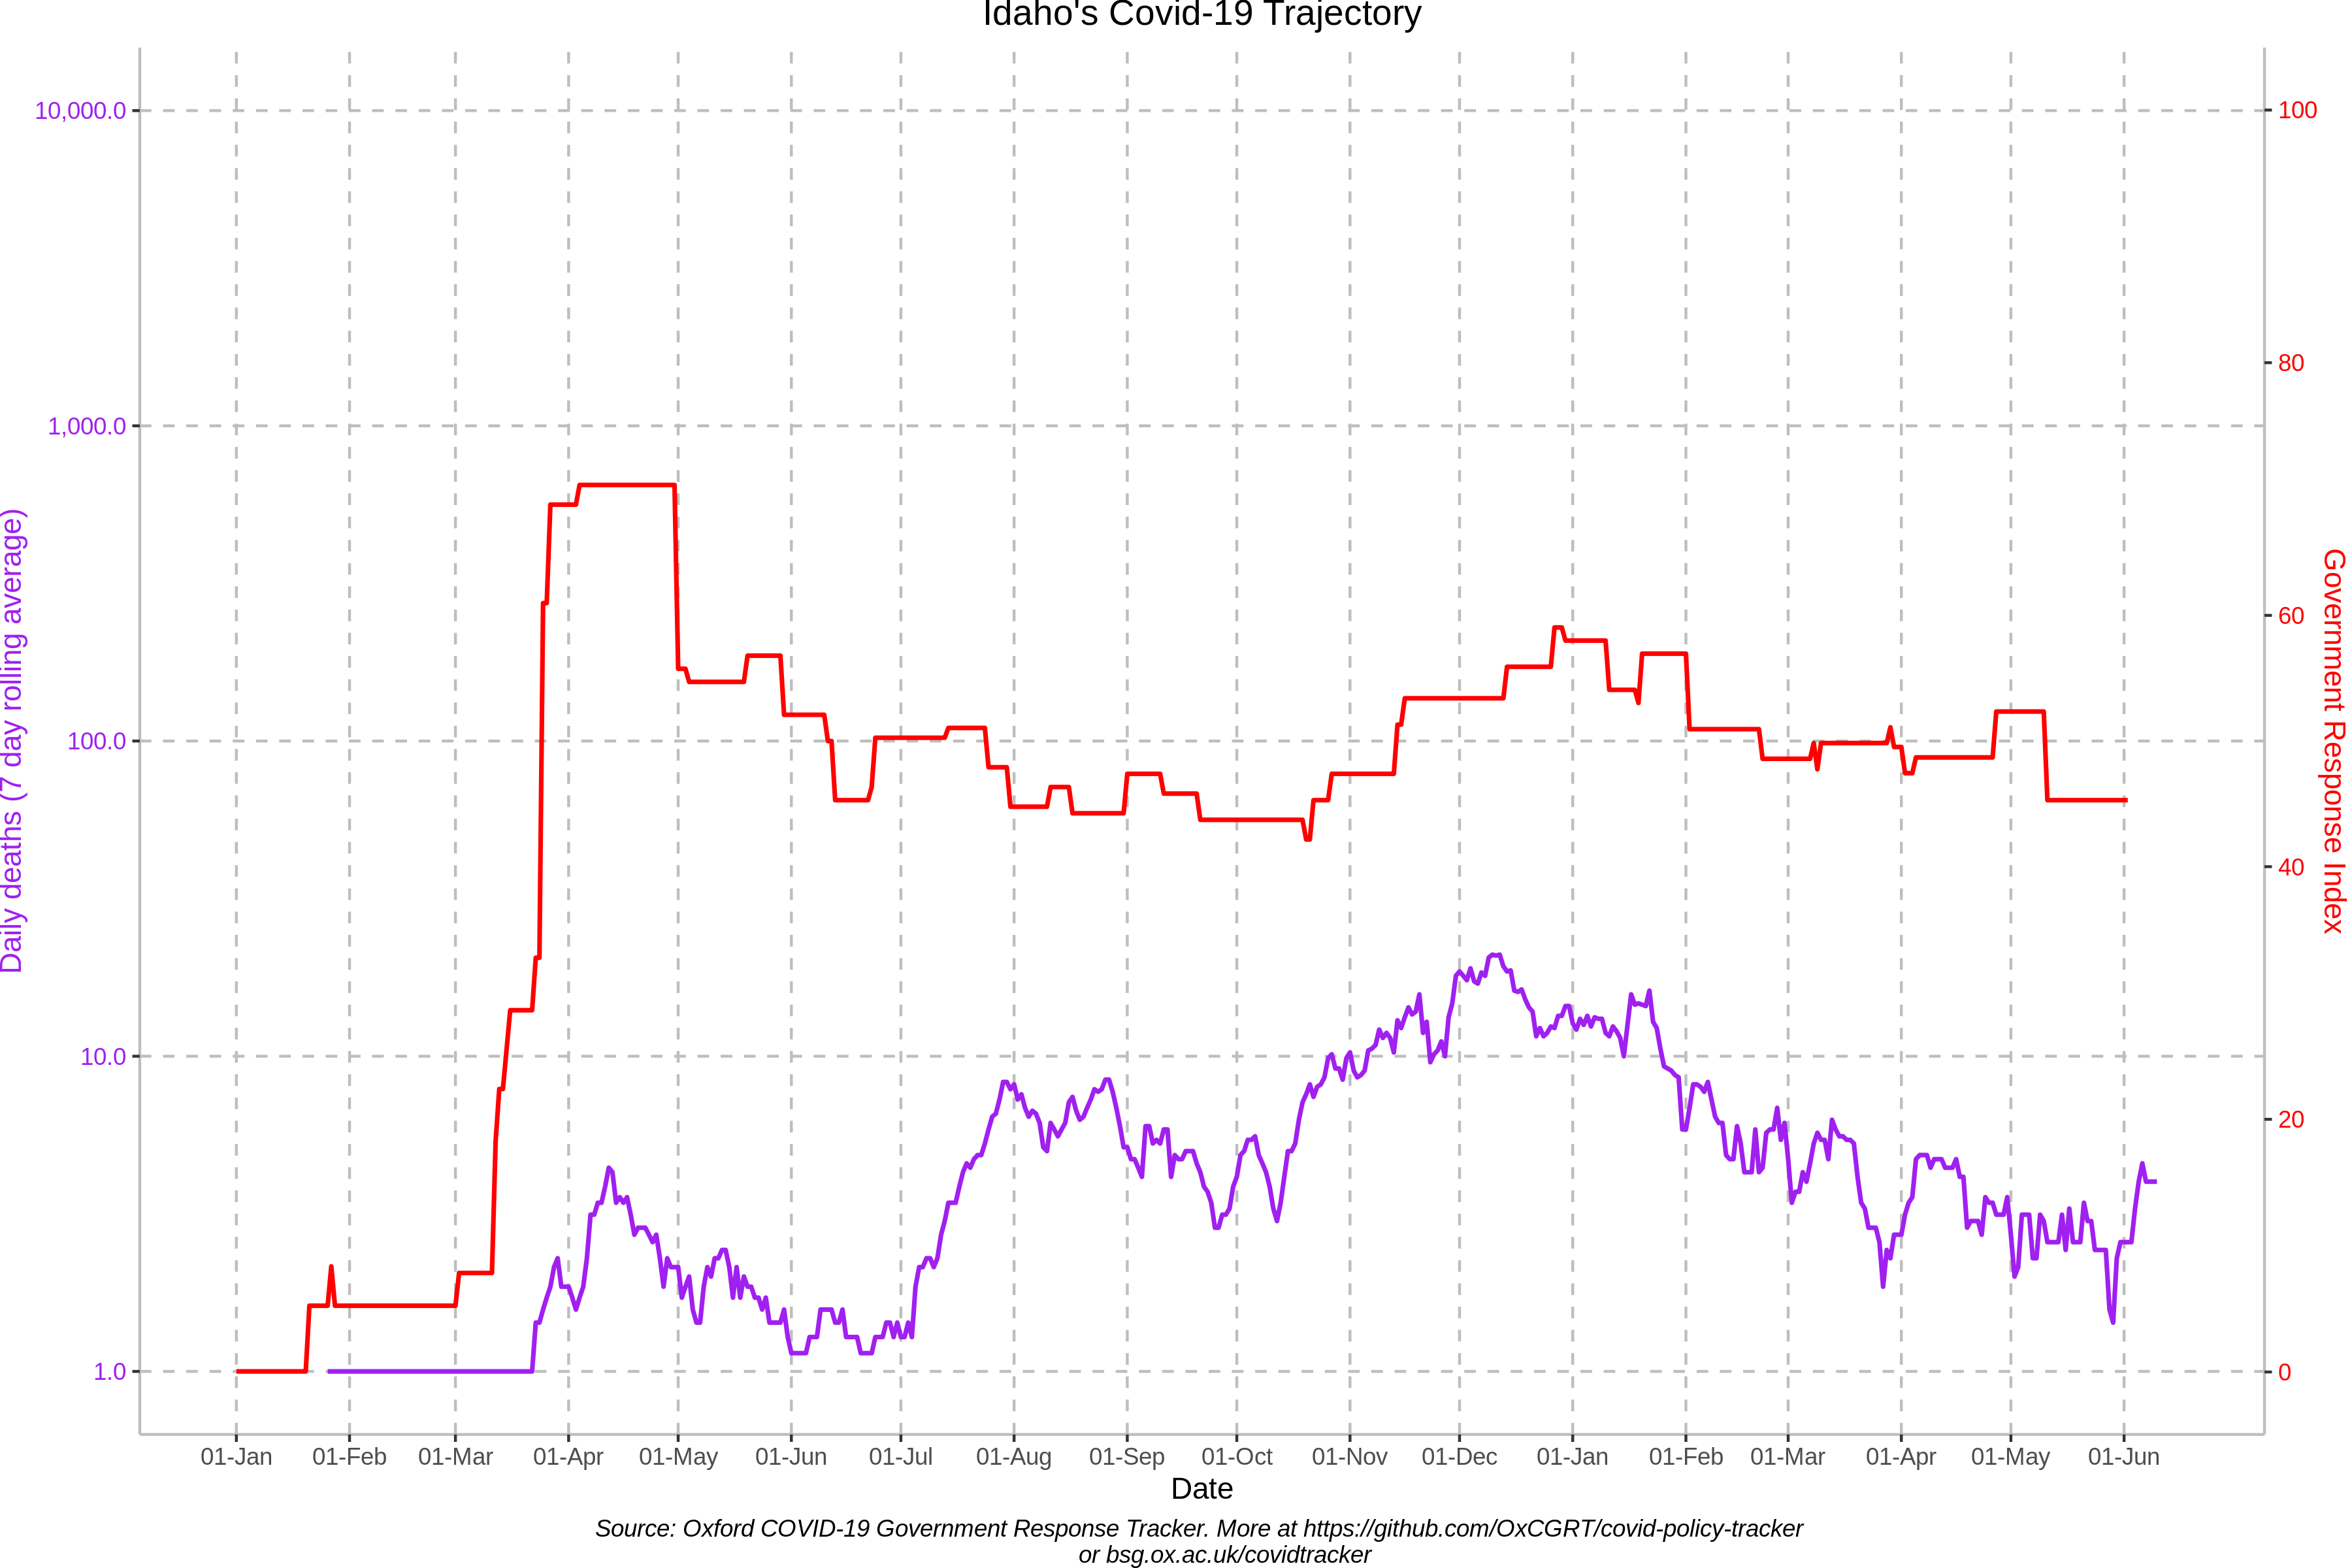 Idaho's Covid-19 Trajectory
10,000.0
1,000.0
100.0
10.0
1.0
Daily deaths (7 day rolling average)
100
80
60
40
20
0
Government Response Index
01-Jan 01-Feb 01-Mar 01-Apr 01-May 01-Jun 01-Jul 01-Aug 01-Sep 01-Oct 01-Nov 01-Dec 01-Jan 01-Feb 01-Mar 01-Apr 01-May 01-Jun
Date
Source: Oxford COVID-19 Government Response Tracker. More at https://github.com/OxCGRT/covid-policy-tracker
or bsg.ox.ac.uk/covidtracker